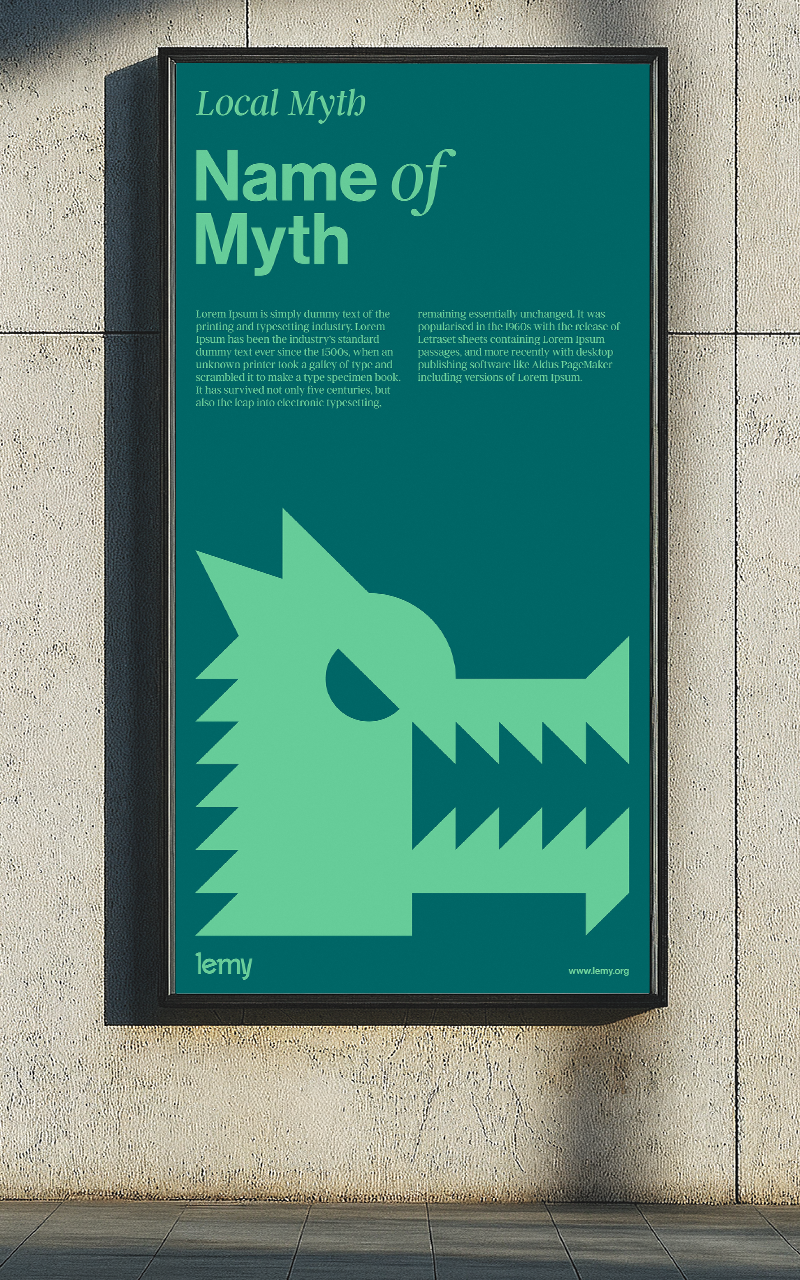 Local Myth
Name of
Myth
Lorem Ipsum is simply dummy text of the
printing and typesetting industry. Lorem
Ipsum has been the industry's standard
dummy text ever since the 1500s, when an
unknown printer took a galley of type and
scrambled it to make a type specimen book.
It has survived not only five centuries, but
also the leap into electronic typesetting,
remaining essentially unchanged. It was
popularised in the 1960s with the release of
Letraset sheets containing Lorem Ipsum
passages, and more recently with desktop
publishing software like Aldus PageMaker
including versions of Lorem Ipsum.
lemy
www.lemy.org